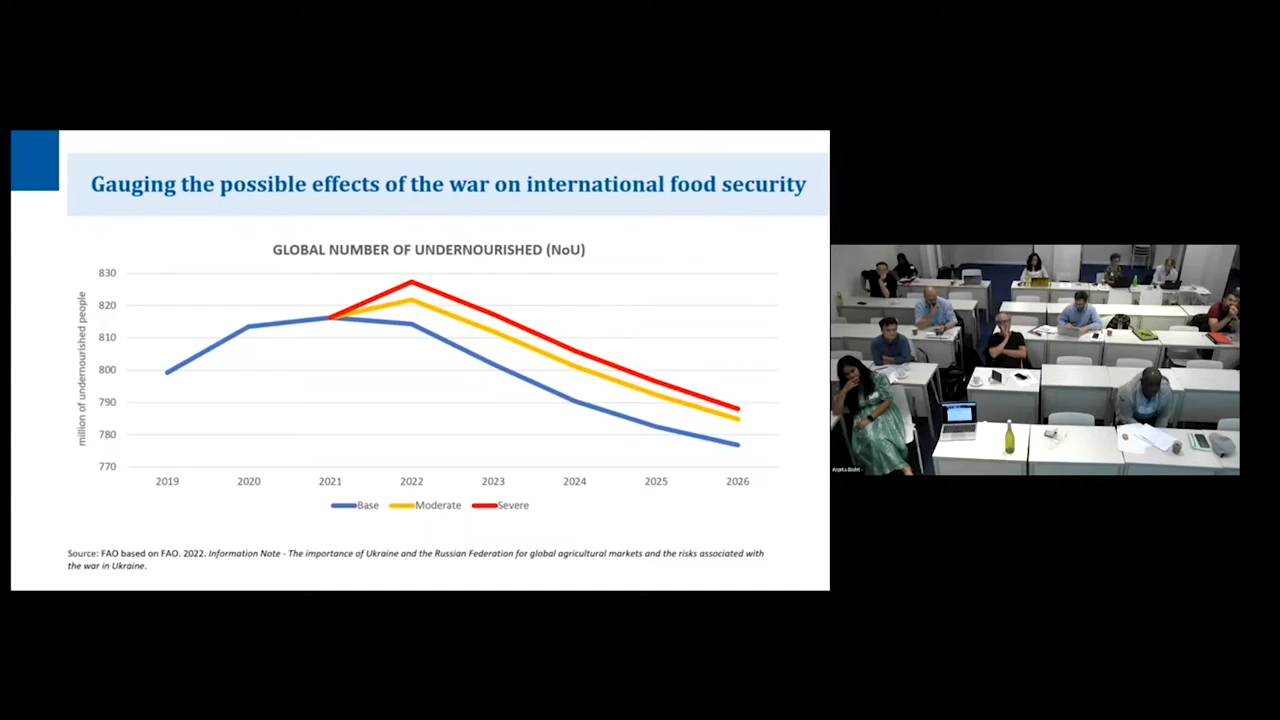 Gauging the possible effects of the war on international food security
GLOBAL NUMBER OF UNDERNOURISHED (NoU)
million of undernourished people
830
820
810
800
790
780
770
2019 2020 2021 2022 2023 2024 2025 2026
Base Moderate Severe
Source: FAO based on FAO. 2022. Information Note - The importance of Ukraine and the Russian Federation for global agricultural markets and the risks associated with
the war in Ukraine.